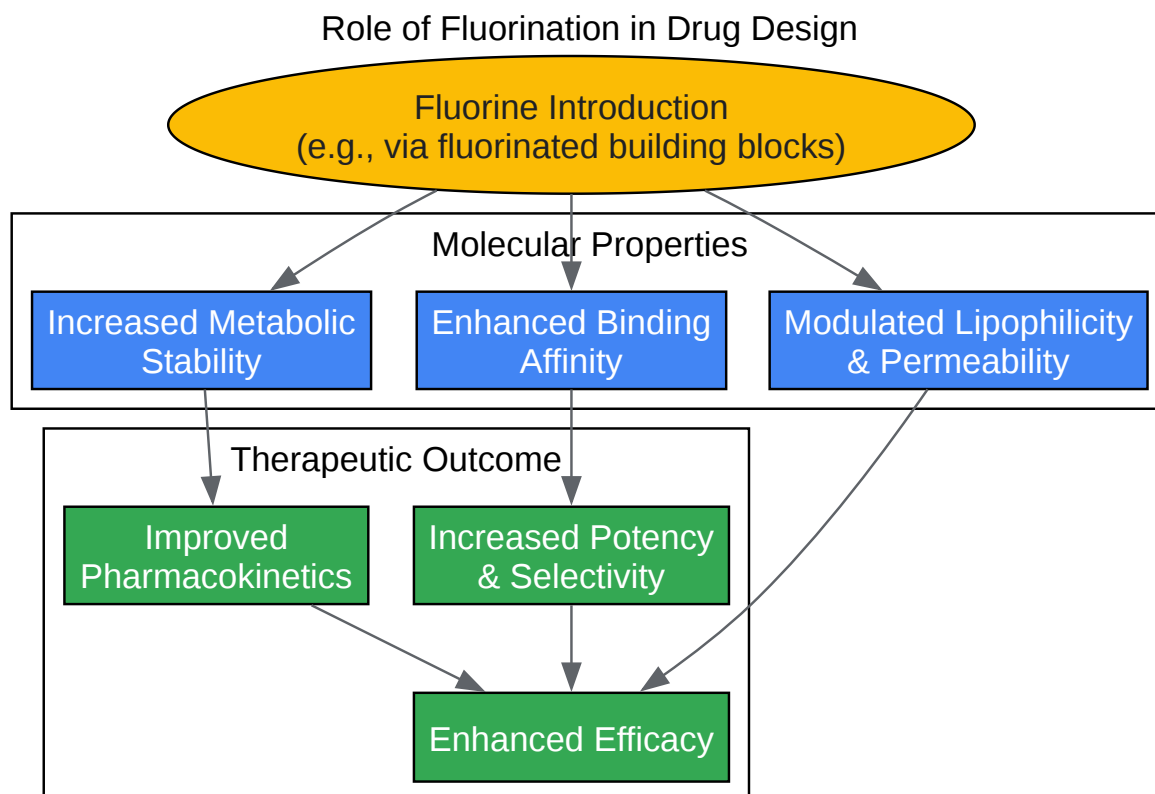 Role of Fluorination in Drug Design
Fluorine Introduction
(e.g., via fluorinated building blocks)
Molecular Properties
Increased Metabolic
Stability
Enhanced Binding
Affinity
Modulated Lipophilicity
& Permeability
Therapeutic Outcome
Improved
Pharmacokinetics
Increased Potency
& Selectivity
Enhanced Efficacy